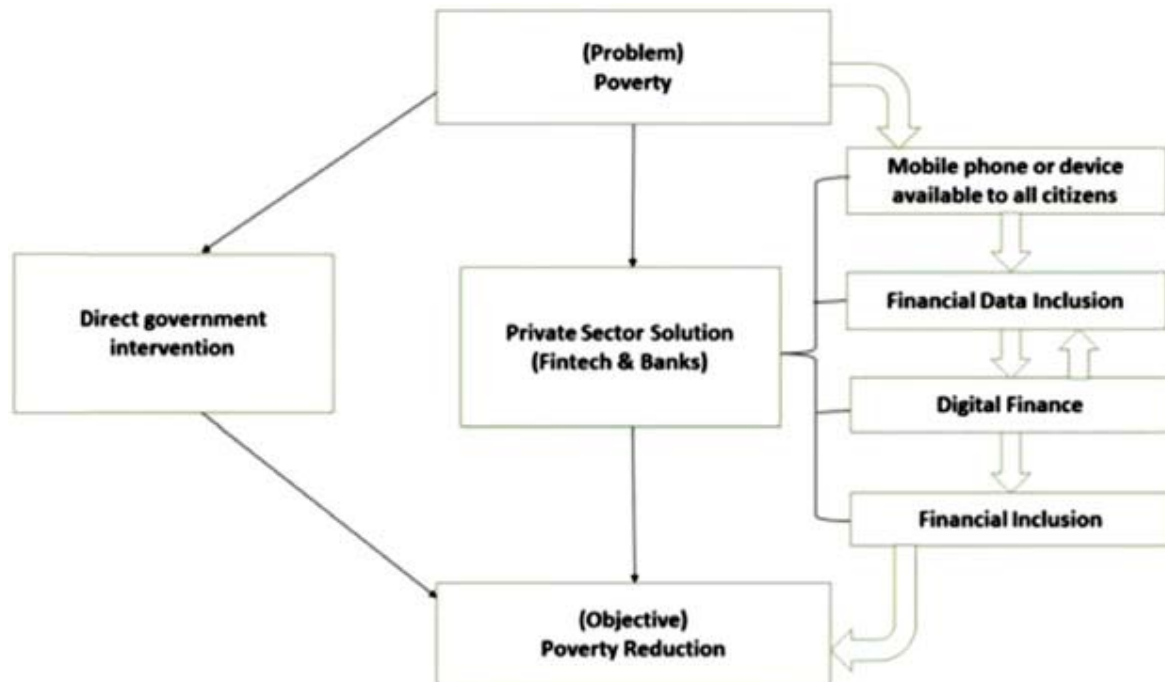 (Problem)
Poverty
Mobile phone or device
available to all citizens
Direct government
intervention
Private Sector Solution
(Fintech & Banks)
Financial Data Inclusion
Digital Finance
Financial Inclusion
(Objective)
Poverty Reduction